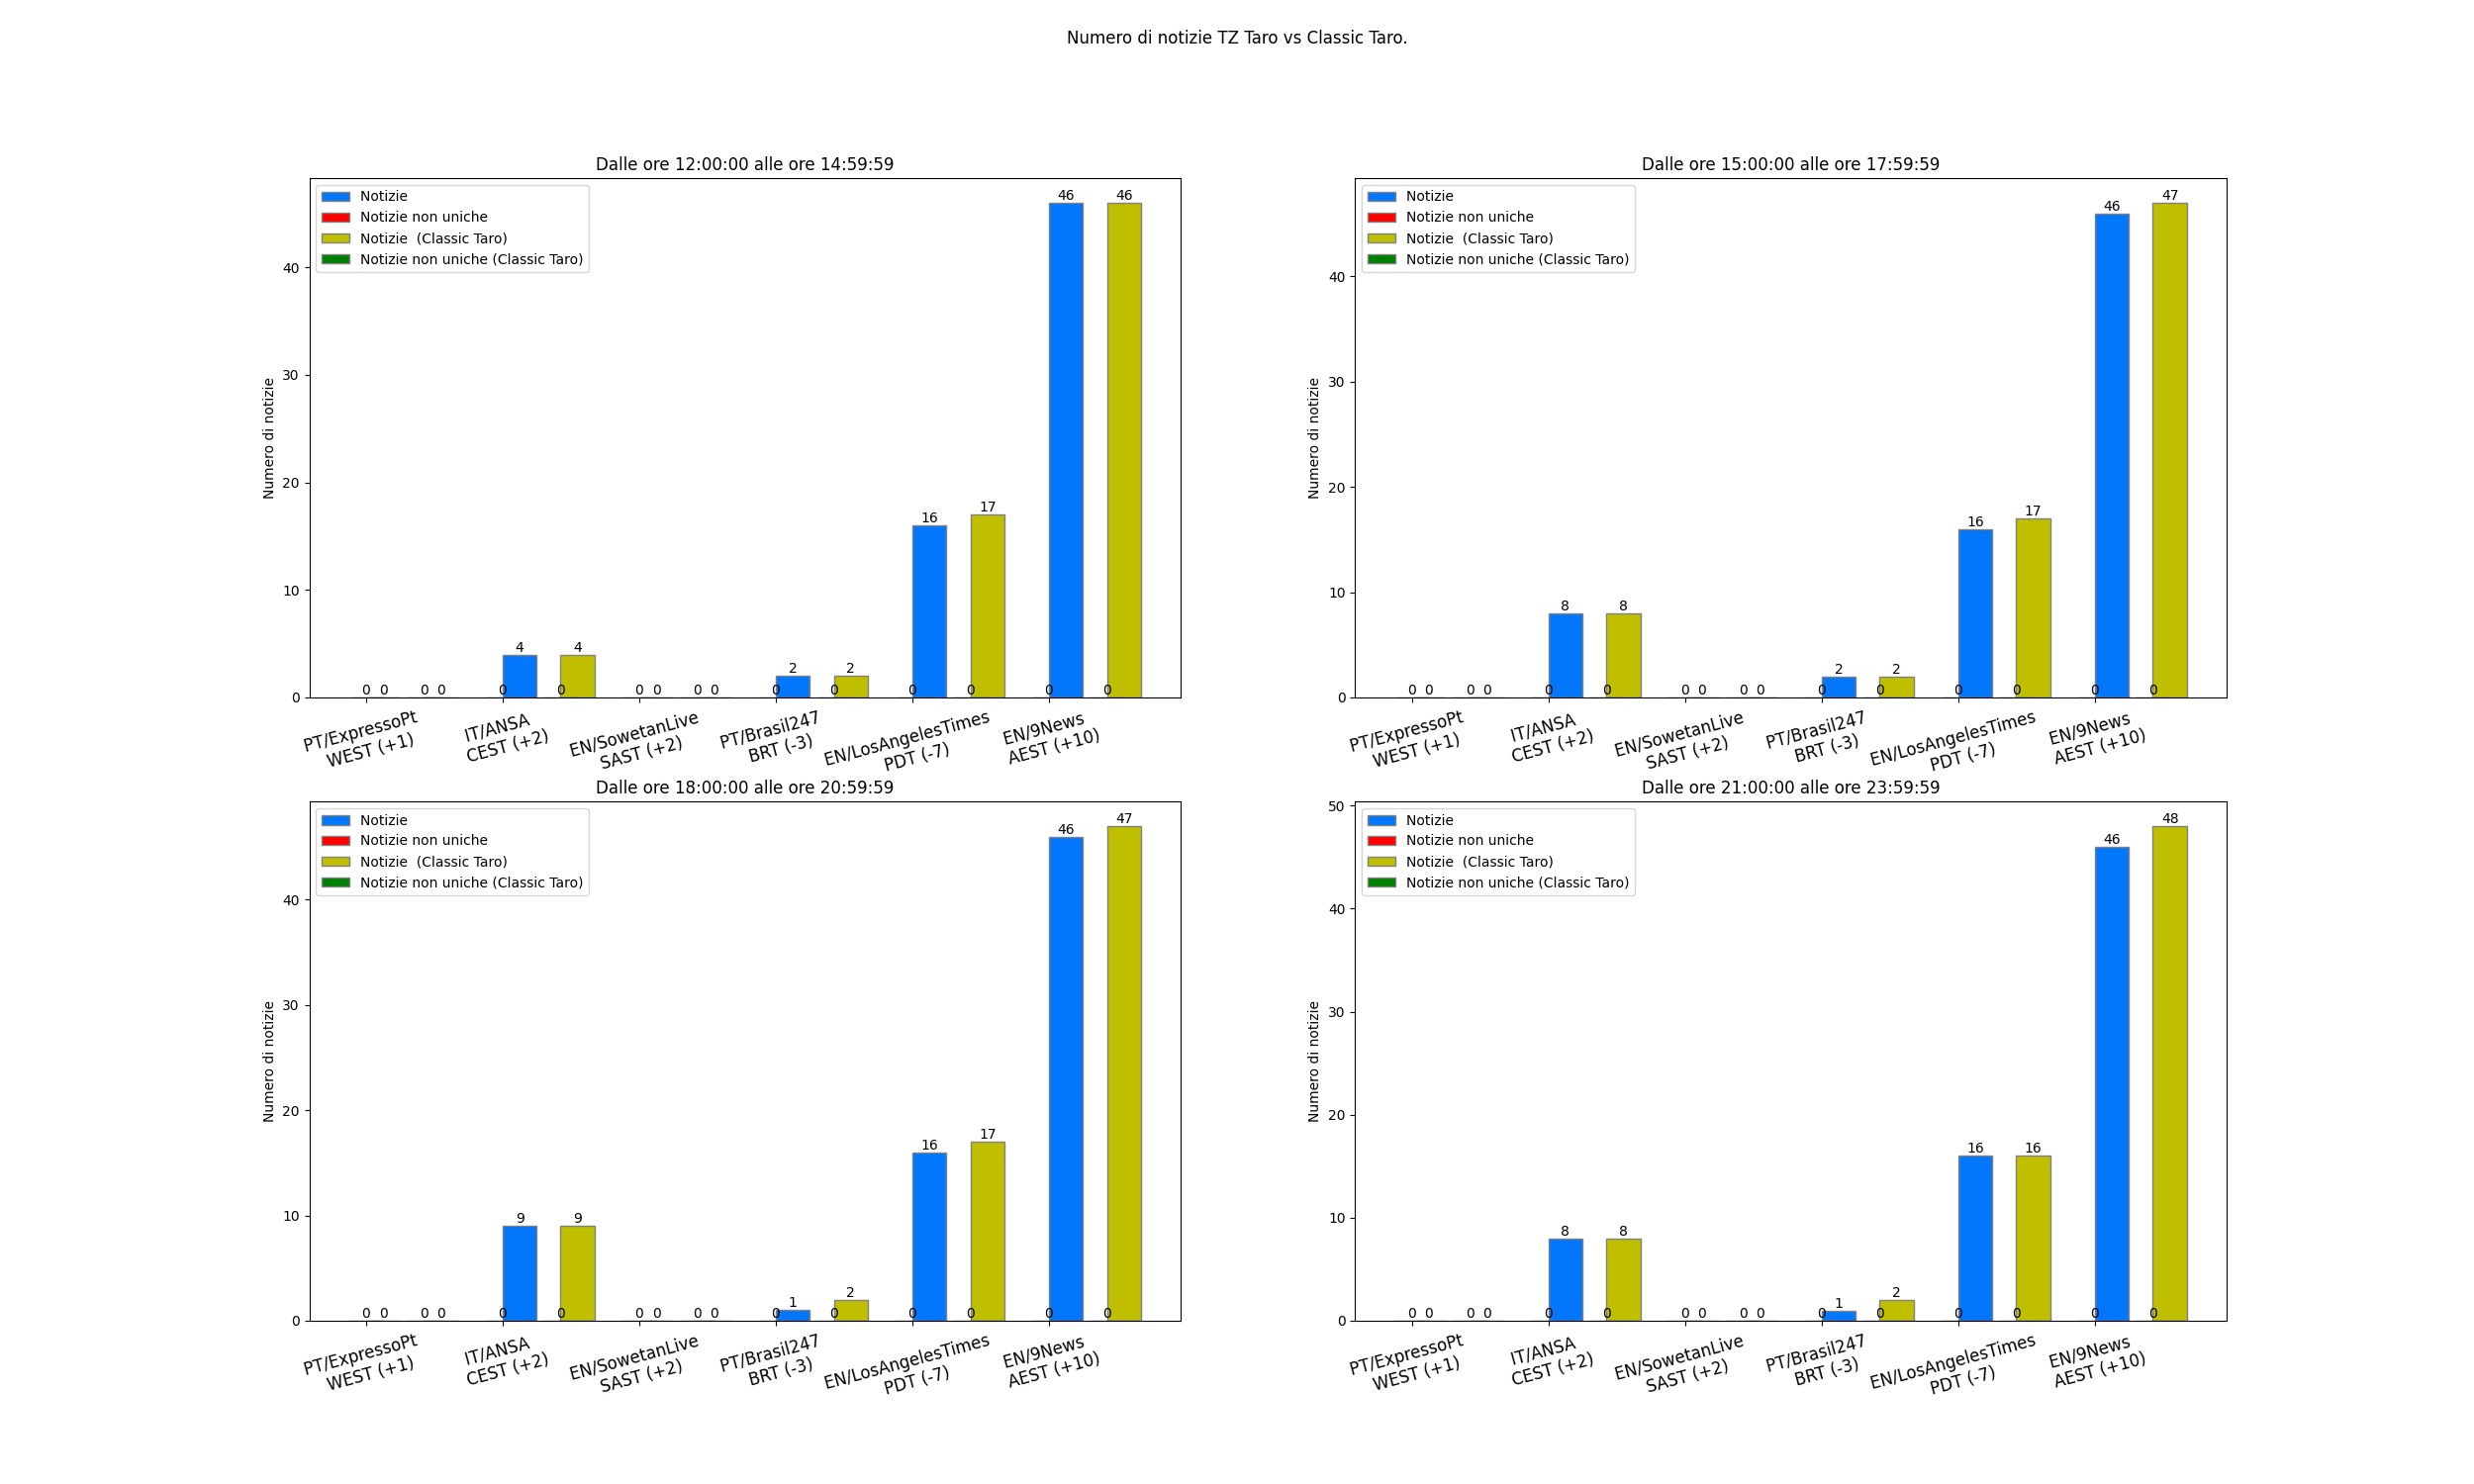 Numero di notizie TZ Taro vs Classic Taro.
Dalle ore 12:00:00 alle ore 14:59:59
Notizie
Notizie non uniche
Notizie  (Classic Taro)
Notizie non uniche (Classic Taro)
Numero di notizie
40
30
20
10
0
0 0 0 0 0 4 0 4 0 0 0 0 0 2 0 2 0 16 0 17 0 46 0 46
PT/ExpressoPt
WEST (+1)
IT/ANSA
CEST (+2)
EN/SowetanLive
SAST (+2)
PT/Brasil247
BRT (-3)
EN/LosAngelesTimes
PDT (-7)
EN/9News
AEST (+10)
Dalle ore 15:00:00 alle ore 17:59:59
Notizie
Notizie non uniche
Notizie  (Classic Taro)
Notizie non uniche (Classic Taro)
Numero di notizie
40
30
20
10
0
0 0 0 0 0 8 0 8 0 0 0 0 0 2 0 2 0 16 0 17 0 46 0 47
PT/ExpressoPt
WEST (+1)
IT/ANSA
CEST (+2)
EN/SowetanLive
SAST (+2)
PT/Brasil247
BRT (-3)
EN/LosAngelesTimes
PDT (-7)
EN/9News
AEST (+10)
Dalle ore 18:00:00 alle ore 20:59:59
Notizie
Notizie non uniche
Notizie  (Classic Taro)
Notizie non uniche (Classic Taro)
Numero di notizie
40
30
20
10
0
0 0 0 0 0 9 0 9 0 0 0 0 0 1 0 2 0 16 0 17 0 46 0 47
PT/ExpressoPt
WEST (+1)
IT/ANSA
CEST (+2)
EN/SowetanLive
SAST (+2)
PT/Brasil247
BRT (-3)
EN/LosAngelesTimes
PDT (-7)
EN/9News
AEST (+10)
Dalle ore 21:00:00 alle ore 23:59:59
Notizie
Notizie non uniche
Notizie  (Classic Taro)
Notizie non uniche (Classic Taro)
Numero di notizie
50
40
30
20
10
0
0 0 0 0 0 8 0 8 0 0 0 0 0 1 0 2 0 16 0 16 0 46 0 48
PT/ExpressoPt
WEST (+1)
IT/ANSA
CEST (+2)
EN/SowetanLive
SAST (+2)
PT/Brasil247
BRT (-3)
EN/LosAngelesTimes
PDT (-7)
EN/9News
AEST (+10)